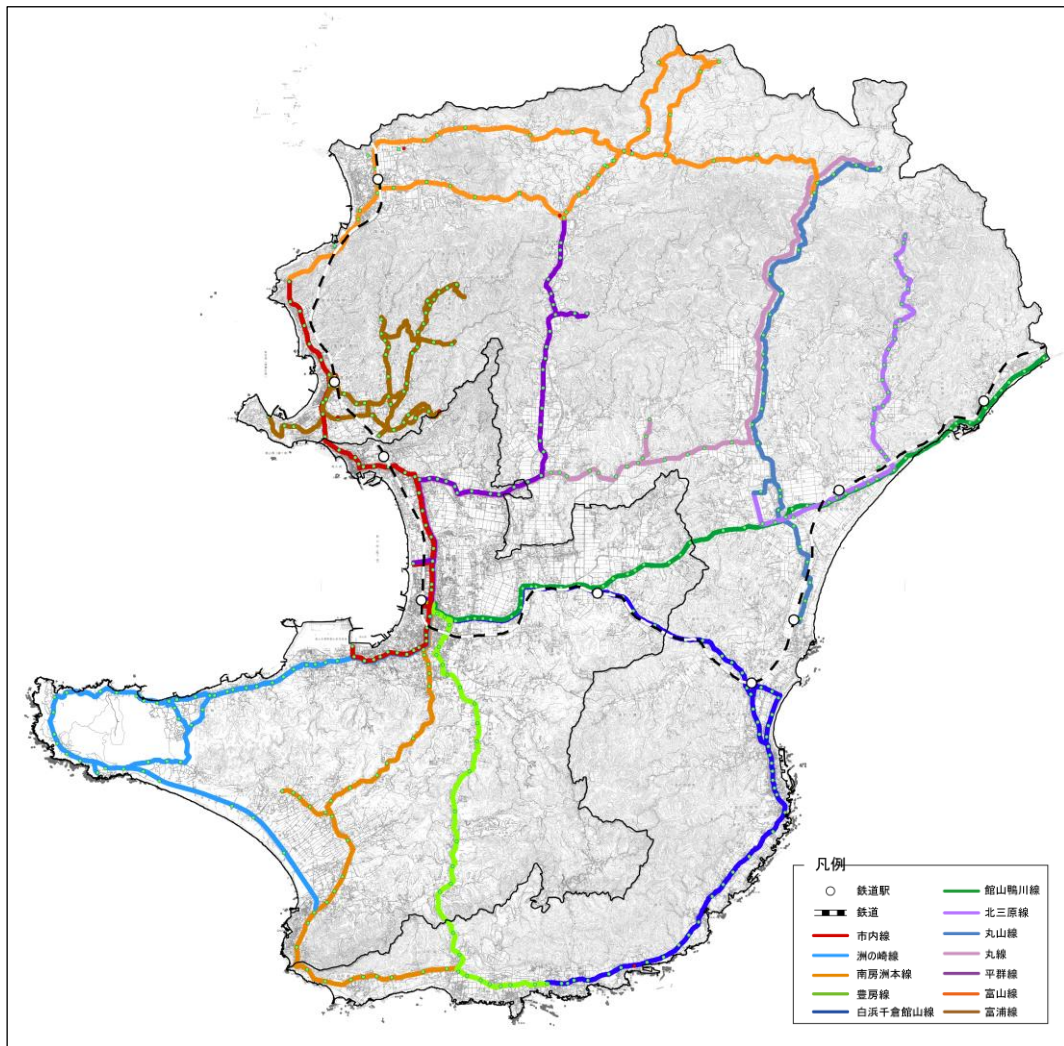 凡例
鉄道駅
鉄道
市内線
洲の崎線
南房洲本線
豊房線
白浜千倉館山線
館山鴨川線
北三原線
丸山線
丸線
平群線
富山線
富浦線